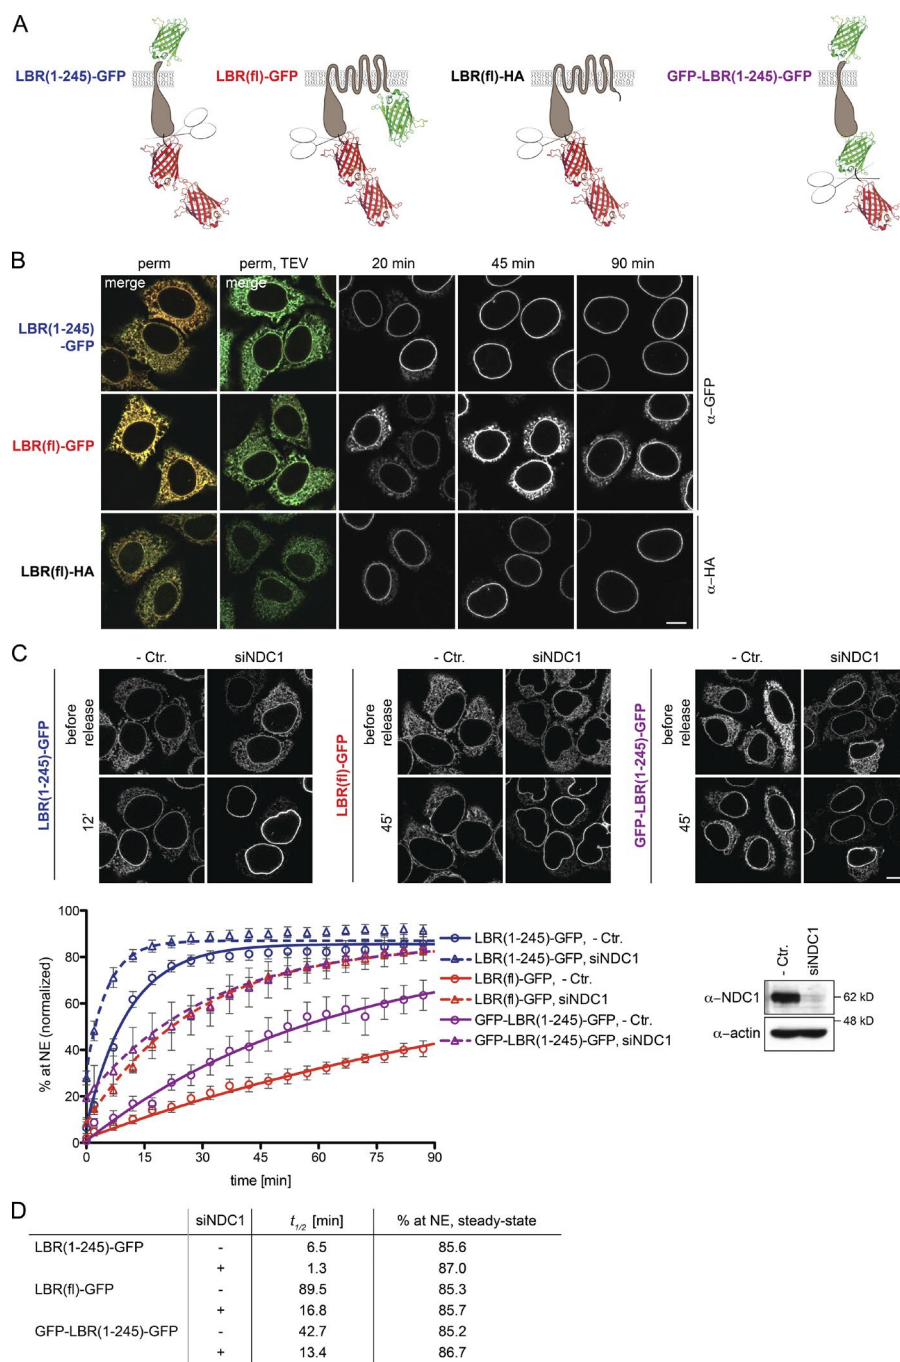 A
LBR(1-245)-GFP LBR(fl)-GFP LBR(fl)-HA GFP-LBR(1-245)-GFP
B
perm perm, TEV 20 min 45 min 90 min
merge merge
LBR(1-245)
-GFP
α-GFP
LBR(fl)-GFP
LBR(fl)-HA
α-HA
C
- Ctr. siNDC1 - Ctr. siNDC1 - Ctr. siNDC1
LBR(1-245)-GFP
before
release
12'
LBR(fl)-GFP
before
release
45'
GFP-LBR(1-245)-GFP
before
release
45'
% at NE (normalized)
100
80
60
40
20
0
0 15 30 45 60 75 90
time [min]
LBR(1-245)-GFP, - Ctr.
LBR(1-245)-GFP, siNDC1
LBR(fl)-GFP, - Ctr.
LBR(fl)-GFP, siNDC1
GFP-LBR(1-245)-GFP, - Ctr.
GFP-LBR(1-245)-GFP, siNDC1
- Ctr. siNDC1
α-NDC1 - 62 kD
- 48 kD
α-actin
D
siNDC1 t1/2 [min] % at NE, steady-state
LBR(1-245)-GFP - 6.5 85.6
+ 1.3 87.0
LBR(fl)-GFP - 89.5 85.3
+ 16.8 85.7
GFP-LBR(1-245)-GFP - 42.7 85.2
+ 13.4 86.7